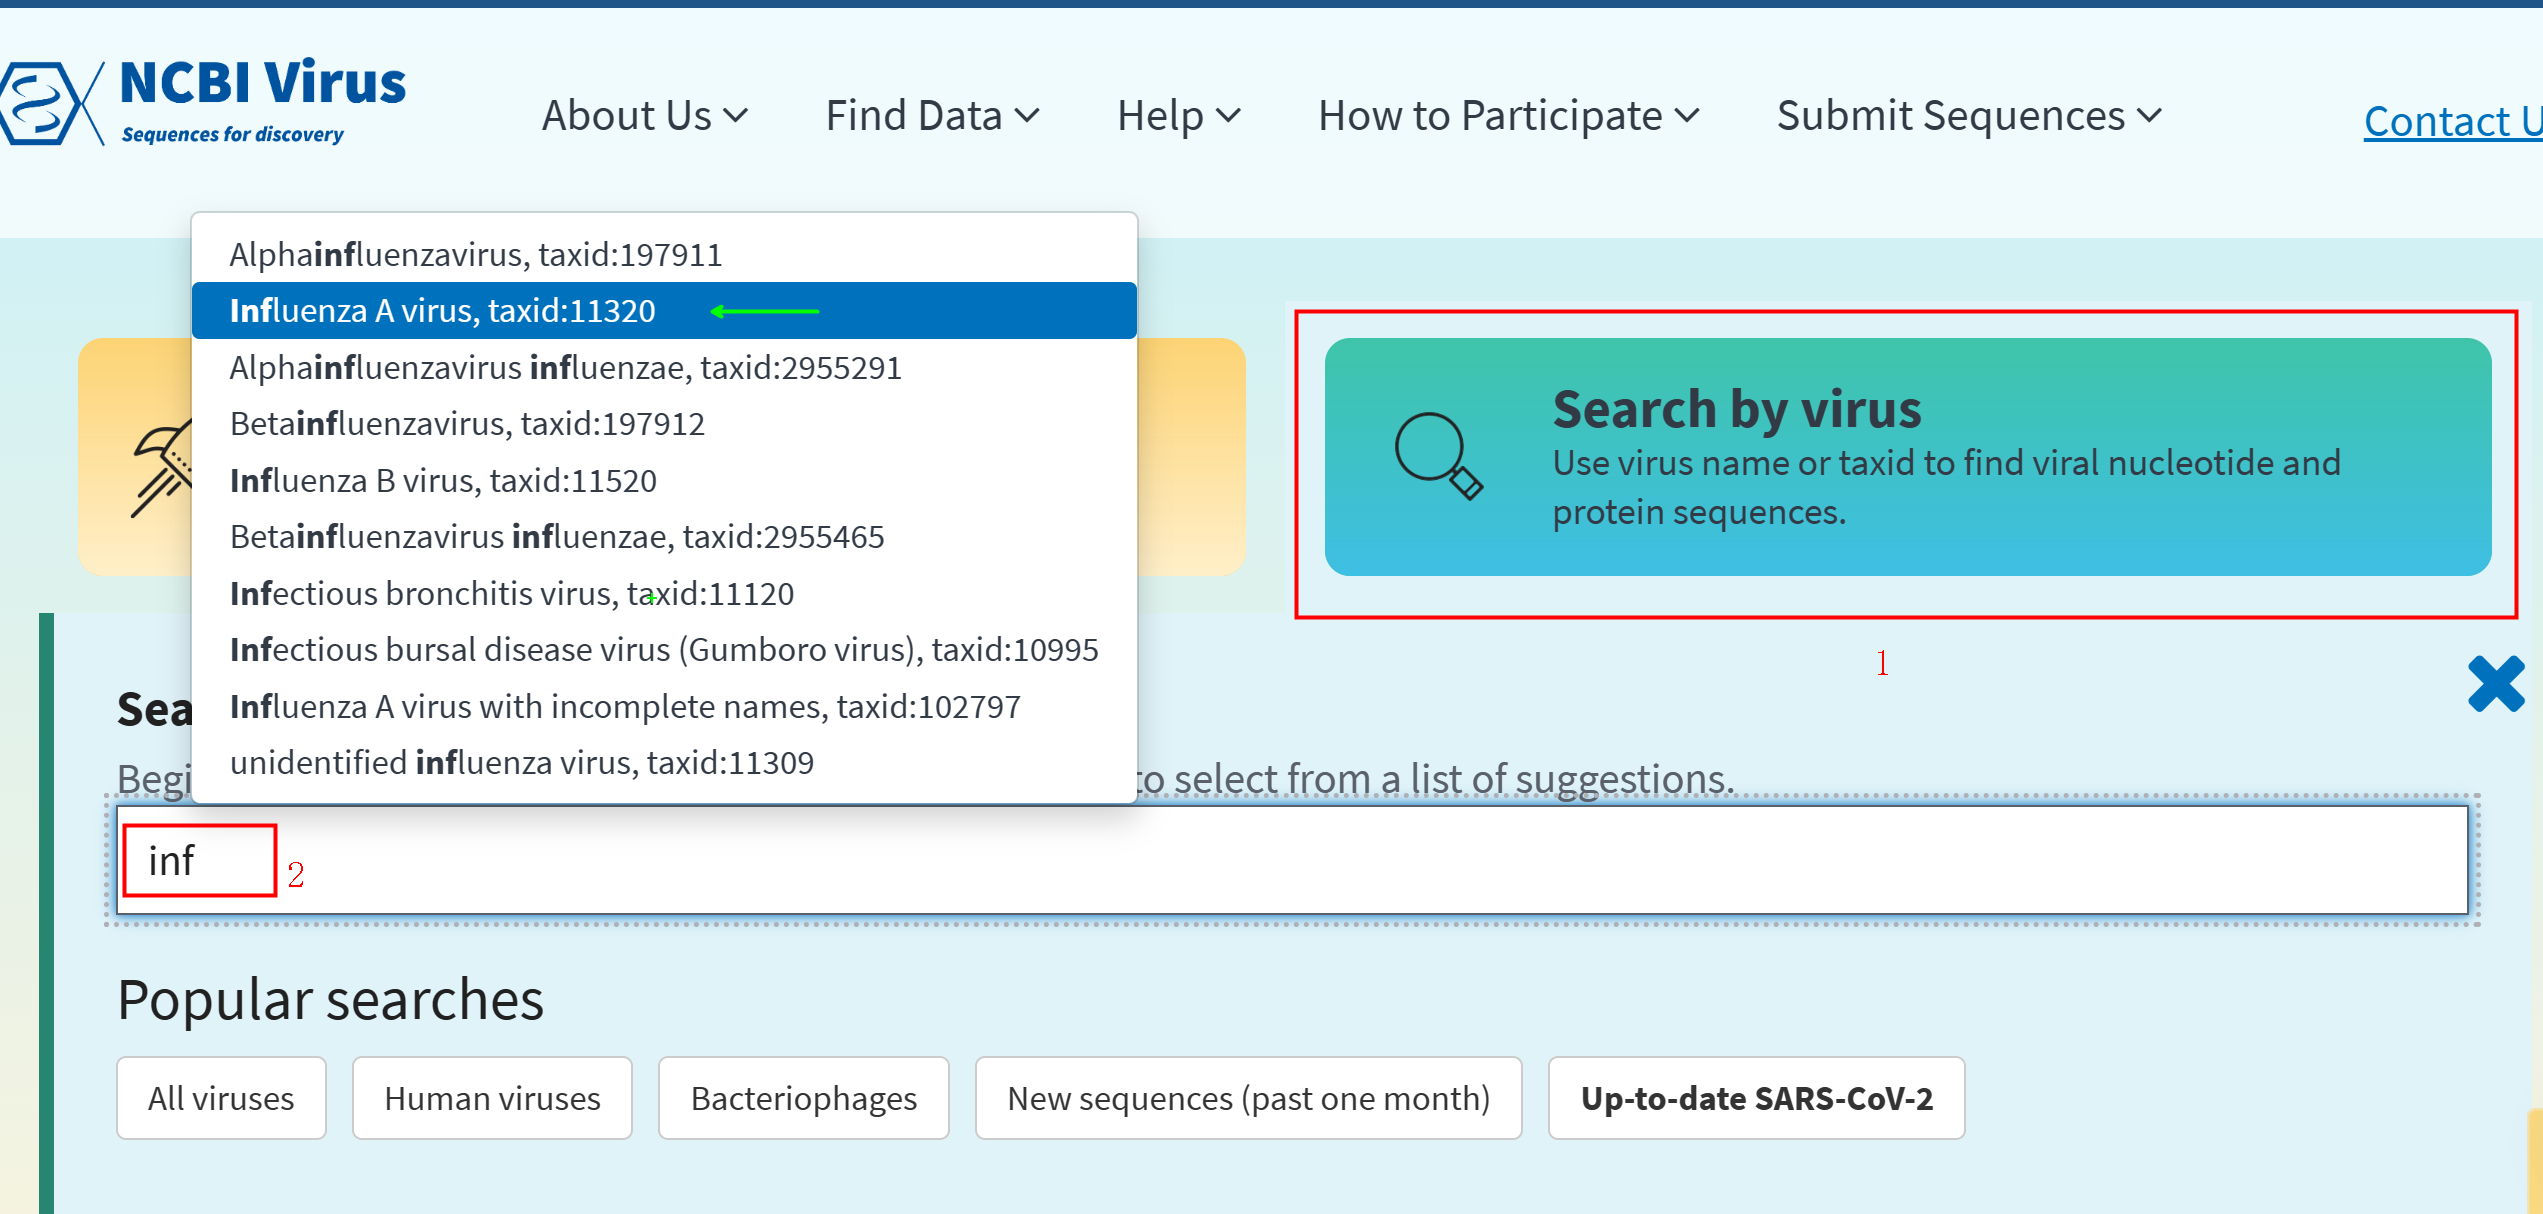 NCBI Virus
Sequences for discovery
About Us
Find Data
Help
How to Participate
Submit Sequences
Contact U
Alphainfluenzavirus, taxid:197911
Influenza A virus, taxid:11320
Alphainfluenzavirus influenzae, taxid:2955291
Betainfluenzavirus, taxid:197912
Influenza B virus, taxid:11520
Betainfluenzavirus influenzae, taxid:2955465
Infectious bronchitis virus, taxid:11120
Infectious bursal disease virus (Gumboro virus), taxid:10995
Influenza A virus with incomplete names, taxid:102797
unidentified influenza virus, taxid:11309
Search by virus
Use virus name or taxid to find viral nucleotide and
protein sequences.
1
Sea
Begi to select from a list of suggestions.
inf
2
Popular searches
All viruses
Human viruses
Bacteriophages
New sequences (past one month)
Up-to-date SARS-CoV-2